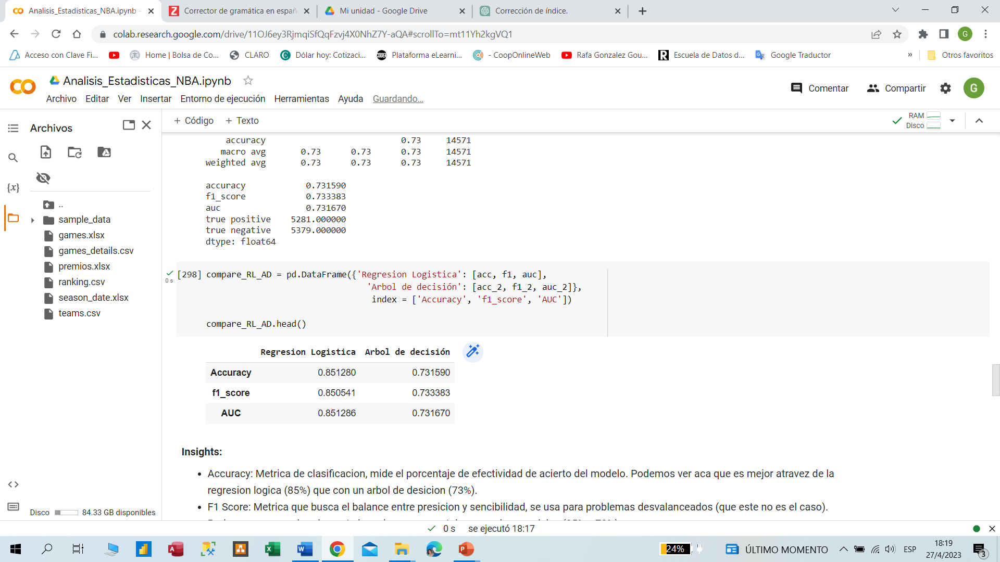 Analisis_Estadisticas_NBA.ipynb -
Corrector de gramática en españ
Mi unidad - Google Drive
Corrección de índice.
colab.research.google.com/drive/11OJ6ey3RjmqiSfQqFzvj4X0NhZ7Y-aQA#scrollTo=mt11Yh2kgVQ1
G
Acceso con Clave Fi...
Home | Bolsa de Co...
CLARO
Dólar hoy: Cotizaci...
Plataforma eLearni...
- CoopOnlineWeb
Rafa Gonzalez Gou...
Escuela de Datos d...
Google Traductor
»
Otros favoritos
Analisis_Estadisticas_NBA.ipynb
Archivo Editar Ver Insertar Entorno de ejecución Herramientas Ayuda Guardando...
Comentar
Compartir
G
Archivos
+ Código + Texto
RAM
Disco
{x}
..
sample_data
games.xlsx
games_details.csv
premios.xlsx
ranking.csv
season_date.xlsx
teams.csv
Disco 84.33 GB disponibles
accuracy 0.73 14571
macro avg 0.73 0.73 0.73 14571
weighted avg 0.73 0.73 0.73 14571
accuracy 0.731590
f1_score 0.733383
auc 0.731670
true positive 5281.000000
true negative 5379.000000
dtype: float64
0 s
[298] compare_RL_AD = pd.DataFrame({'Regresion Logistica': [acc, f1, auc],
'Arbol de decisión': [acc_2, f1_2, auc_2]},
index = ['Accuracy', 'f1_score', 'AUC'])
compare_RL_AD.head()
Regresion Logistica Arbol de decisión
Accuracy 0.851280 0.731590
f1_score 0.850541 0.733383
AUC 0.851286 0.731670
Insights:
• Accuracy: Metrica de clasificacion, mide el porcentaje de efectividad de acierto del modelo. Podemos ver aca que es mejor atravez de la
regresion logica (85%) que con un arbol de desicion (73%).
• F1 Score: Metrica que busca el balance entre presicion y sencibilidad, se usa para problemas desvalanceados (que este no es el caso).
0 s se ejecutó 18:17
24%
ÚLTIMO MOMENTO
ESP
18:19
27/4/2023
3